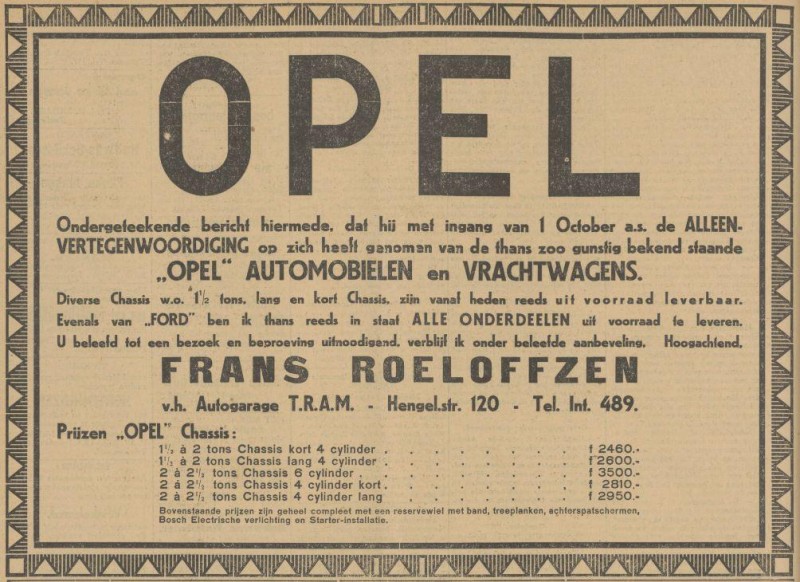 OPEL
Ondergeteekende bericht hiermede, dat hij met ingang van 1 October a.s. de ALLEEN-
VERTEGENWOORDIGING op zich heeft genomen van de thans zoo gunstig bekend staande
„OPEL" AUTOMOBIELEN en VRACHTWAGENS.
Diverse Chassis w.o. à 1½ tons, lang en kort Chassis, zijn vanaf heden reeds uit voorraad leverbaar.
Evenals van „FORD" ben ik thans reeds in staat ALLE ONDERDEELEN uit voorraad te leveren.
U beleefd tot een bezoek en beproeving uitnoodigend, verblijf ik onder beleefde aanbeveling, Hoogachtend,
FRANS ROELOFFZEN
v.h. Autogarage T.R.A.M. - Hengel.str. 120 - Tel. Int. 489.
Prijzen „OPEL" Chassis:
1½ à 2 tons Chassis kort 4 cylinder . . . . . . . f 2460.-
1½ à 2 tons Chassis lang 4 cylinder . . . . . . . f 2600.-
2 à 2½ tons Chassis 6 cylinder . . . . . . . . f 3500.-
2 à 2½ tons Chassis 4 cylinder kort . . . . . . . f 2810.-
2 à 2½ tons Chassis 4 cylinder lang . . . . . . f 2950.-
Bovenstaande prijzen zijn geheel compleet met een reservewiel met band, treeplanken, achterspatschermen,
Bosch Electrische verlichting en Starter-installatie.